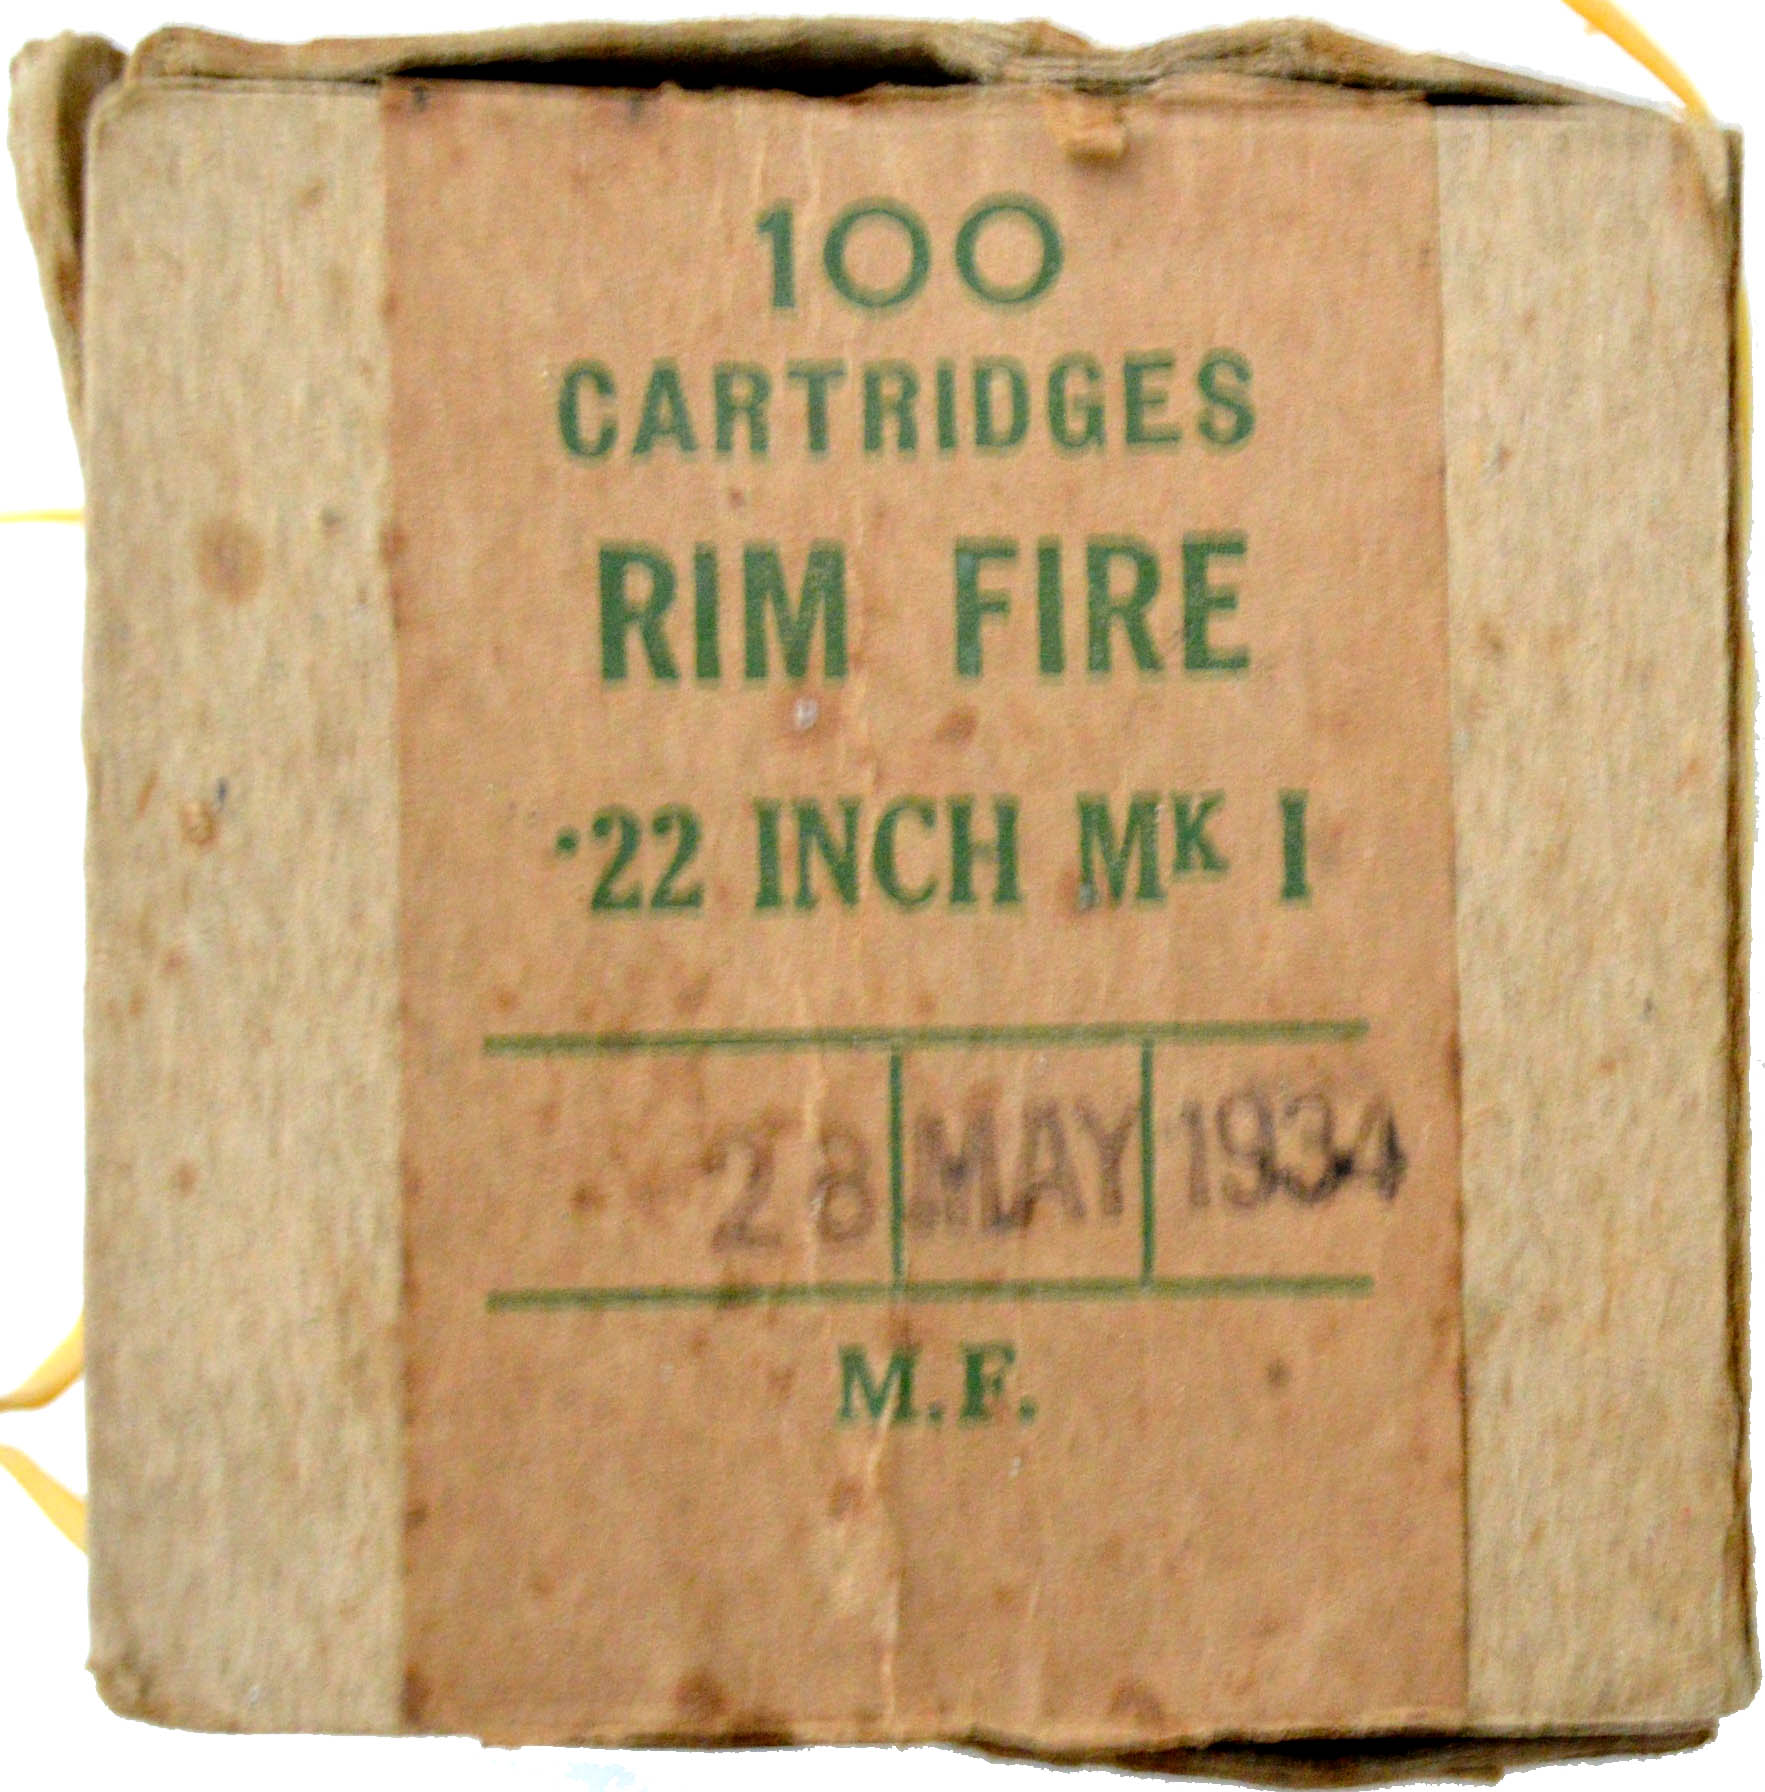 100
CARTRIDGES
RIM FIRE
·22 INCH MK I
28 MAY 1934
M.F.